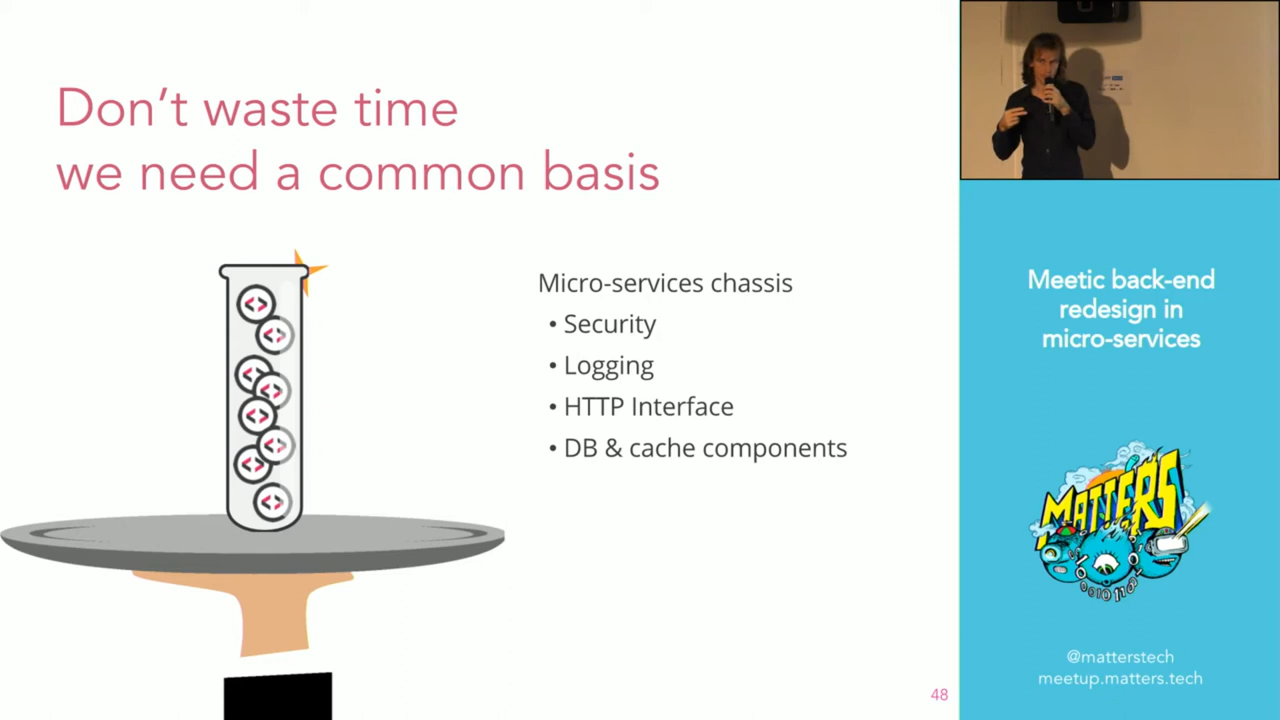 Don't waste time
we need a common basis
Micro-services chassis
• Security
• Logging
• HTTP Interface
• DB & cache components
48
Meetic back-end
redesign in
micro-services
MATTERS
@matterstech
meetup.matters.tech